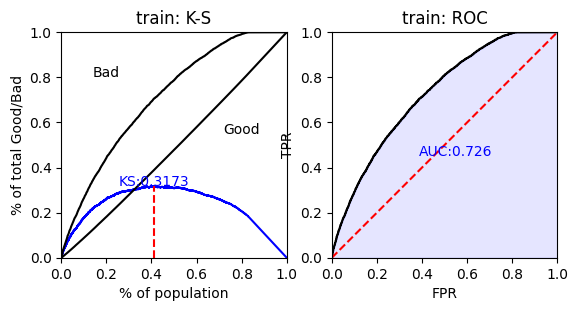 train: K-S
% of total Good/Bad
1.0
0.8
0.6
0.4
0.2
0.0
Bad
Good
KS:0.3173
0.0 0.2 0.4 0.6 0.8 1.0
% of population
train: ROC
TPR
1.0
0.8
0.6
0.4
0.2
0.0
AUC:0.726
0.0 0.2 0.4 0.6 0.8 1.0
FPR